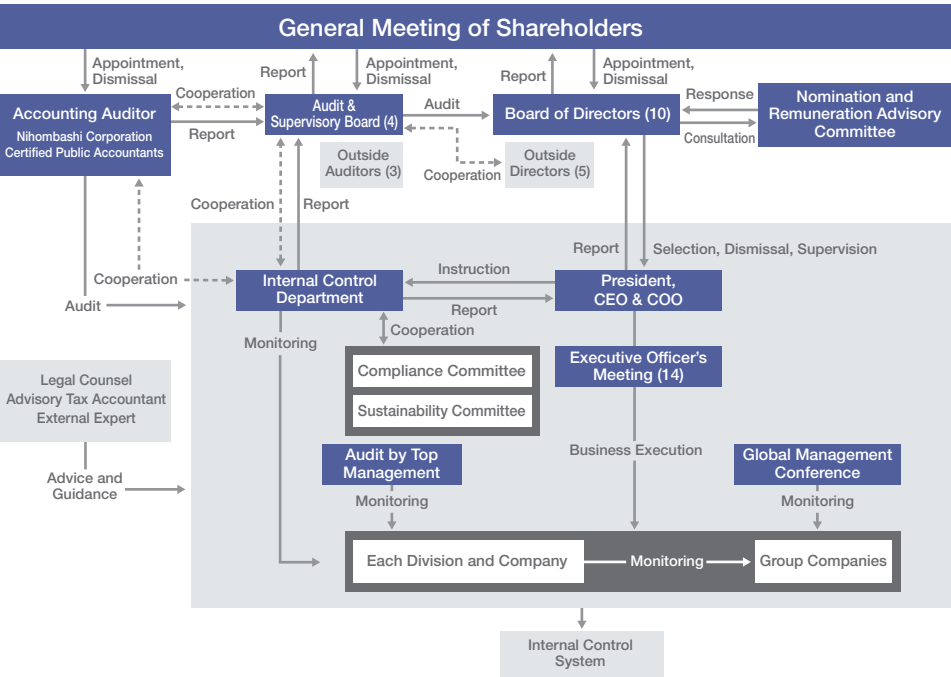 General Meeting of Shareholders
Appointment,
Dismissal
Report
Appointment,
Dismissal
Report
Appointment,
Dismissal
Accounting Auditor
Nihombashi Corporation
Certified Public Accountants
Cooperation
Report
Audit &
Supervisory Board (4)
Audit
Board of Directors (10)
Response
Consultation
Nomination and
Remuneration Advisory
Committee
Outside
Auditors (3)
Cooperation
Outside
Directors (5)
Cooperation
Report
Report
Selection, Dismissal, Supervision
Cooperation
Audit
Internal Control
Department
Instruction
Report
President,
CEO & COO
Monitoring
Cooperation
Compliance Committee
Sustainability Committee
Executive Officer's
Meeting (14)
Legal Counsel
Advisory Tax Accountant
External Expert
Advice and
Guidance
Audit by Top
Management
Monitoring
Business Execution
Global Management
Conference
Monitoring
Each Division and Company
Monitoring
Group Companies
Internal Control
System